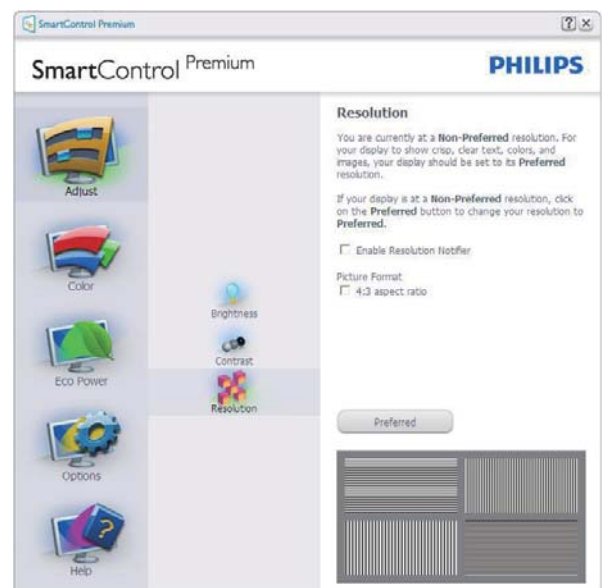 SmartControl Premium
SmartControl Premium
PHILIPS
Adjust
Color
Eco Power
Options
Help
Brightness
Contrast
Resolution
Resolution
You are currently at a Non-Preferred resolution. For
your display to show crisp, clear text, colors, and
images, your display should be set to its Preferred
resolution.
If your display is at a Non-Preferred resolution, click
on the Preferred button to change your resolution to
Preferred.
Enable Resolution Notifier
Picture Format
4:3 aspect ratio
Preferred